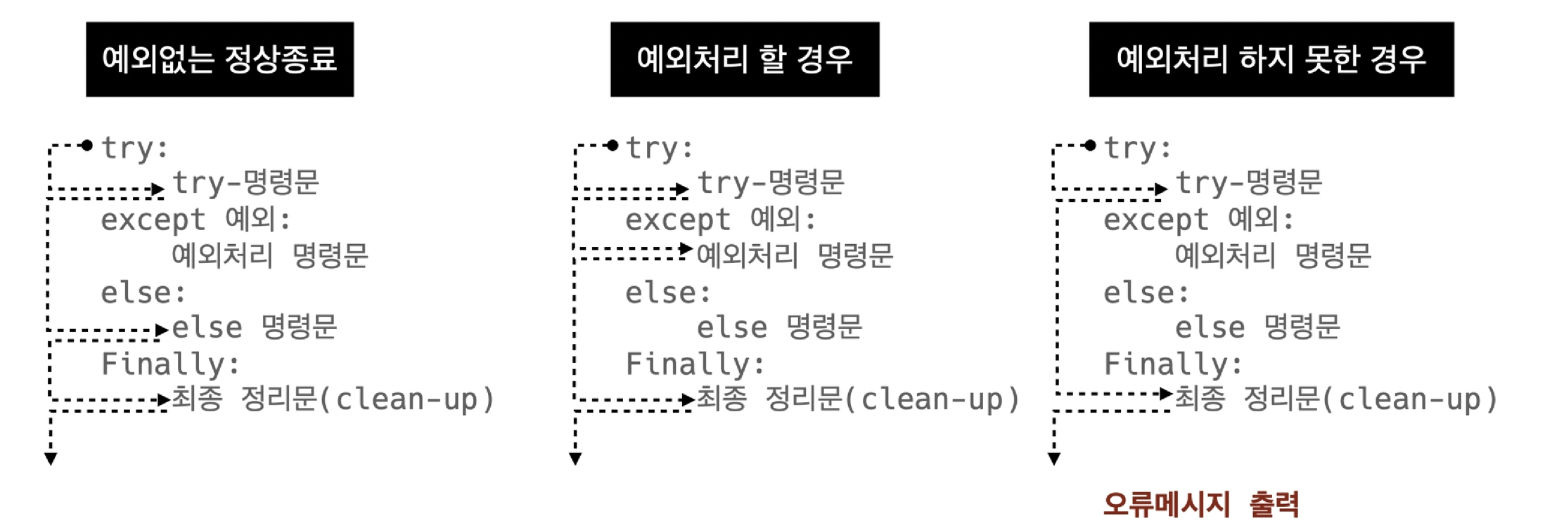 예외없는 정상종료
try:
try-명령문
except 예외:
예외처리 명령문
else:
else 명령문
Finally:
최종 정리문(clean-up)
예외처리 할 경우
try:
try-명령문
except 예외:
예외처리 명령문
else:
else 명령문
Finally:
최종 정리문(clean-up)
예외처리 하지 못한 경우
try:
try-명령문
except 예외:
예외처리 명령문
else:
else 명령문
Finally:
최종 정리문(clean-up)
오류메시지 출력